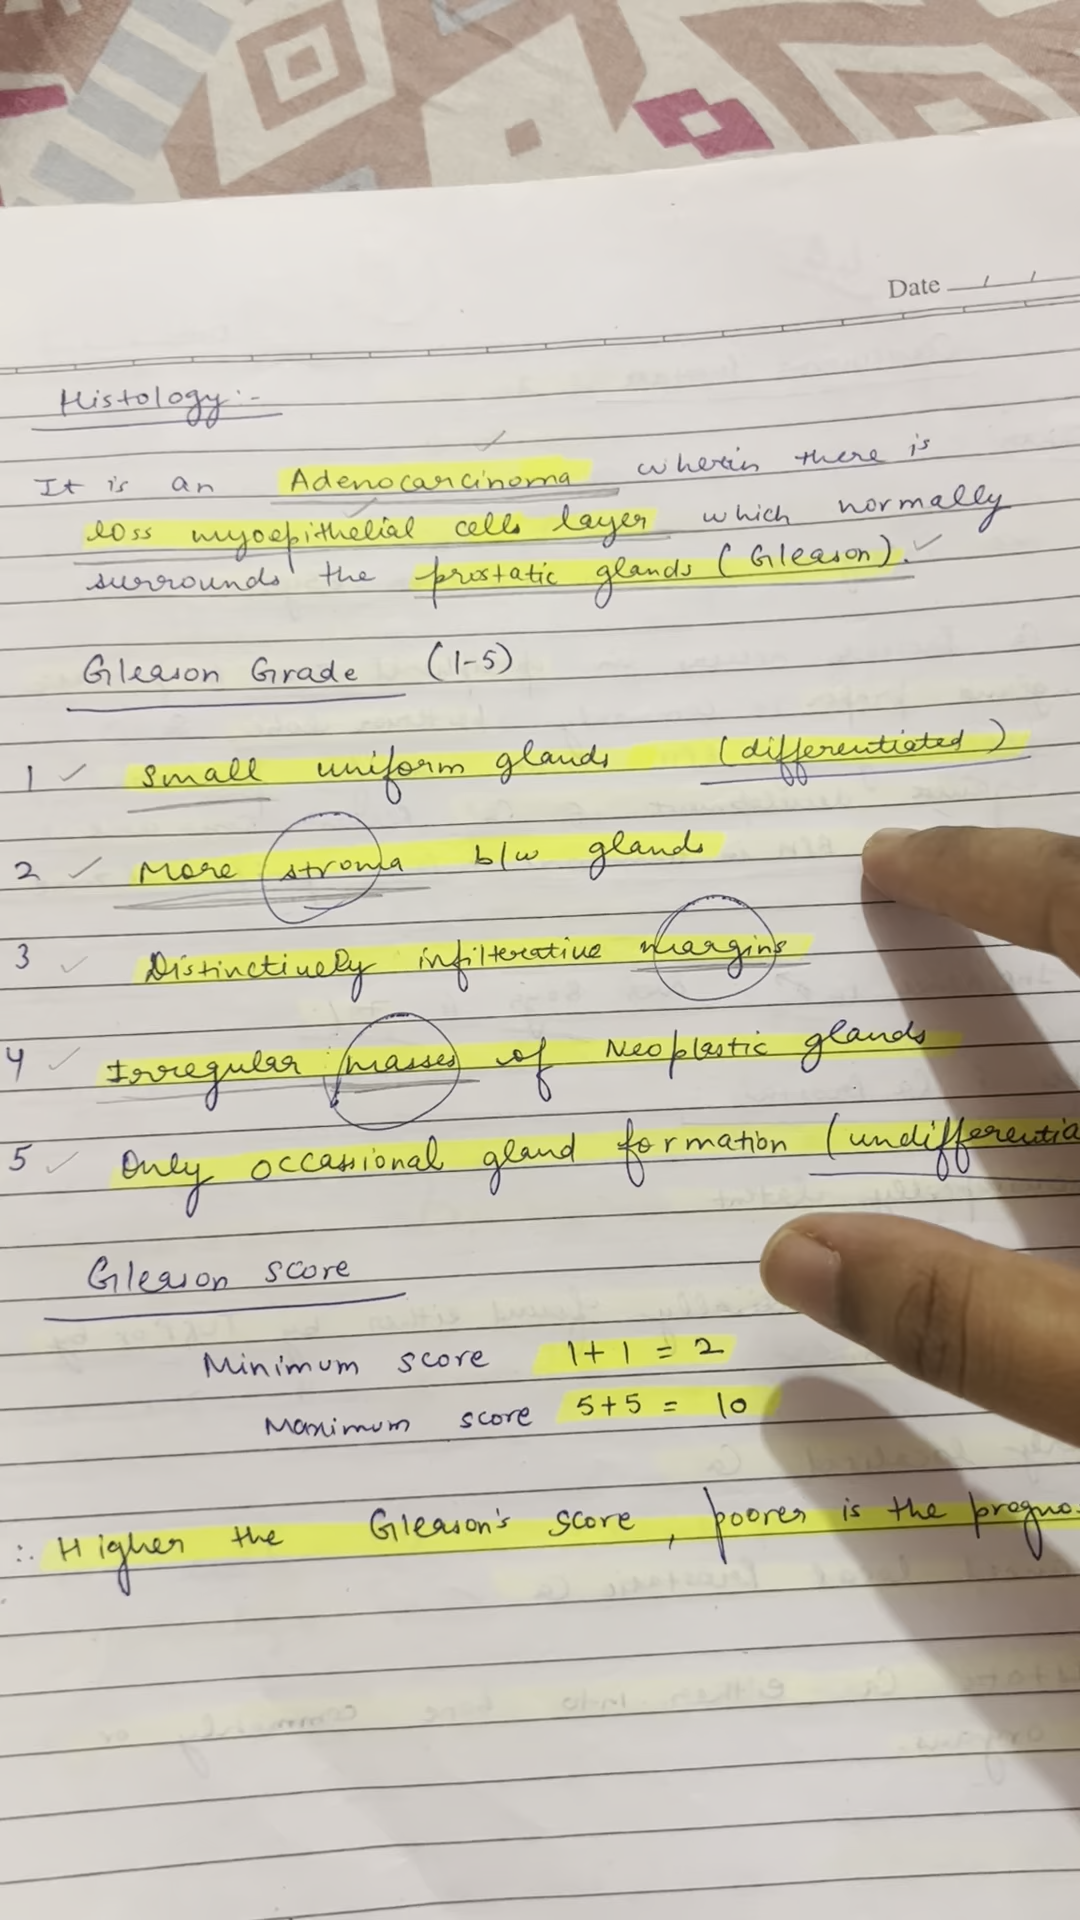 Date
Histology:-
It is an Adenocarcinoma wherin there is
loss myoepithelial cells layer which normally
surrounds the prostatic glands (Gleason).
Gleason Grade (1-5)
1 small uniform glands (differentiated)
2 More stroma b/w glands
3 Distinctively infilterative margins
4 Irregular masses of Neoplastic glands
5 Only occassional gland formation (undifferentia
Gleason score
Minimum score 1+1 = 2
Maximum score 5+5 = 10
∴ Higher the Gleason's score, poorer is the progno